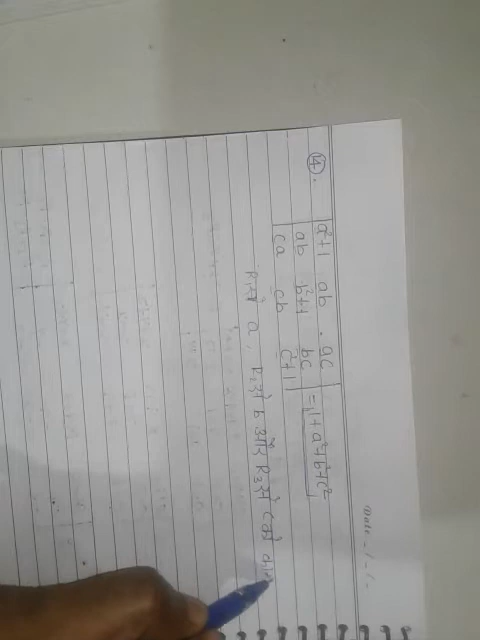 Date - / - /
14. | a²+1 ab ac |
| ab b²+1 bc | = 1+a²+b²+c²
| ca cb c²+1 |
R₁ से a, R₂ से b और R₃ से c को